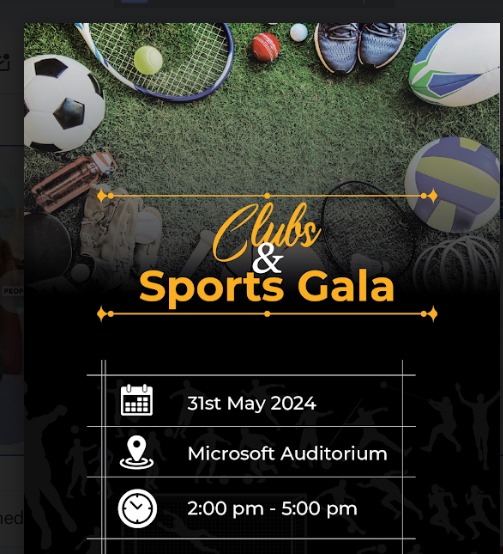 Clubs
&
Sports Gala
31st May 2024
Microsoft Auditorium
2:00 pm - 5:00 pm